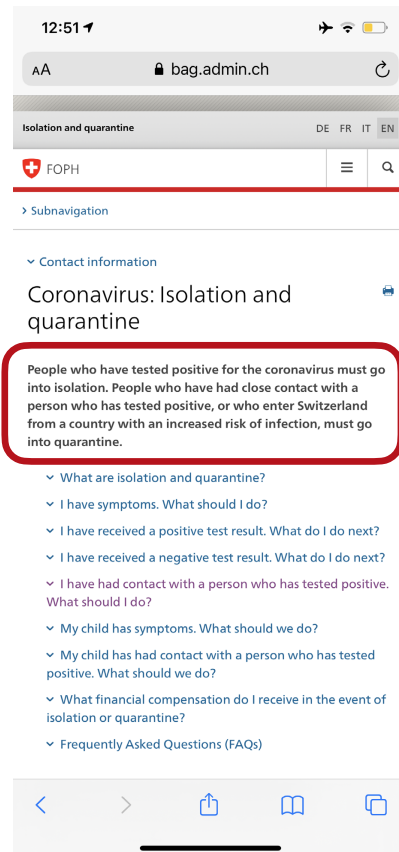 12:51
AA bag.admin.ch
Isolation and quarantine DE FR IT EN
FOPH
> Subnavigation
Contact information
Coronavirus: Isolation and
quarantine
People who have tested positive for the coronavirus must go
into isolation. People who have had close contact with a
person who has tested positive, or who enter Switzerland
from a country with an increased risk of infection, must go
into quarantine.
What are isolation and quarantine?
I have symptoms. What should I do?
I have received a positive test result. What do I do next?
I have received a negative test result. What do I do next?
I have had contact with a person who has tested positive.
What should I do?
My child has symptoms. What should we do?
My child has had contact with a person who has tested
positive. What should we do?
What financial compensation do I receive in the event of
isolation or quarantine?
Frequently Asked Questions (FAQs)